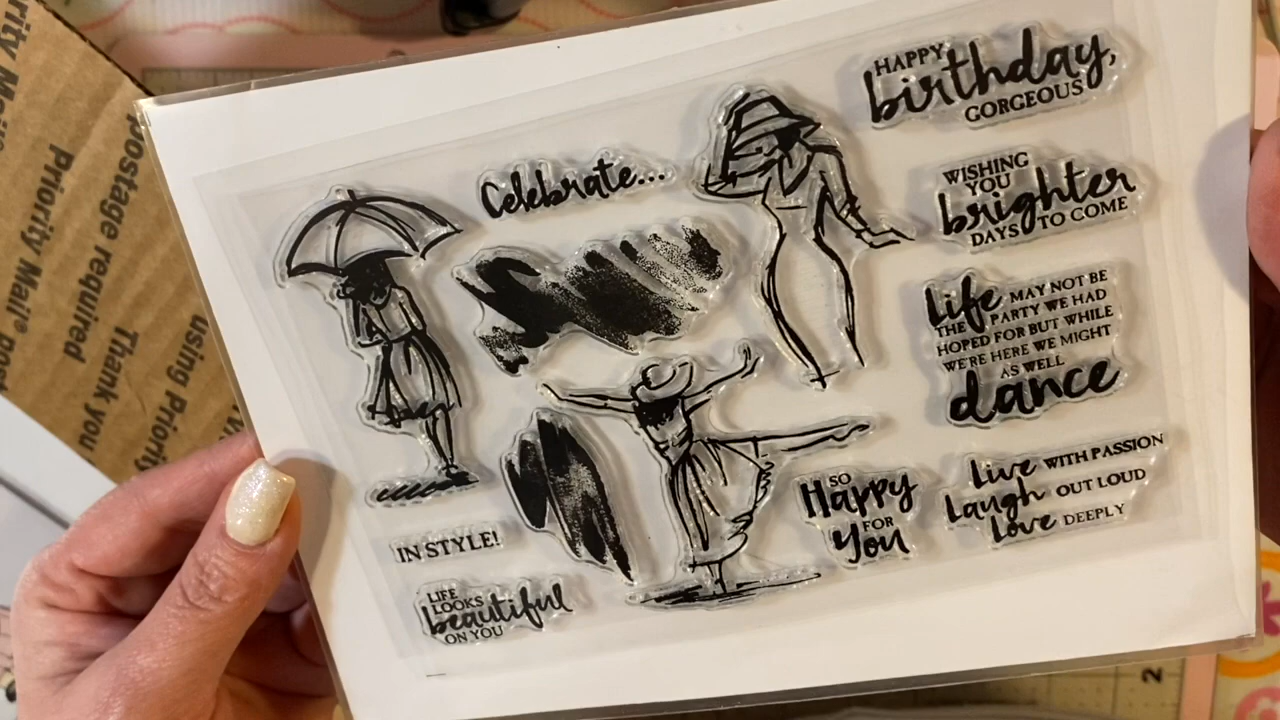 Celebrate...
HAPPY
birthday,
GORGEOUS
WISHING
YOU
brighter
DAYS TO COME
Life MAY NOT BE
THE PARTY WE HAD
HOPED FOR BUT WHILE
WE'RE HERE WE MIGHT
AS WELL
dance
Live WITH PASSION
Laugh OUT LOUD
Love DEEPLY
SO
Happy
FOR
You
IN STYLE!
LIFE
LOOKS
beautiful
ON YOU
postage required
Priority Mail®
using Priority
Thank you
2